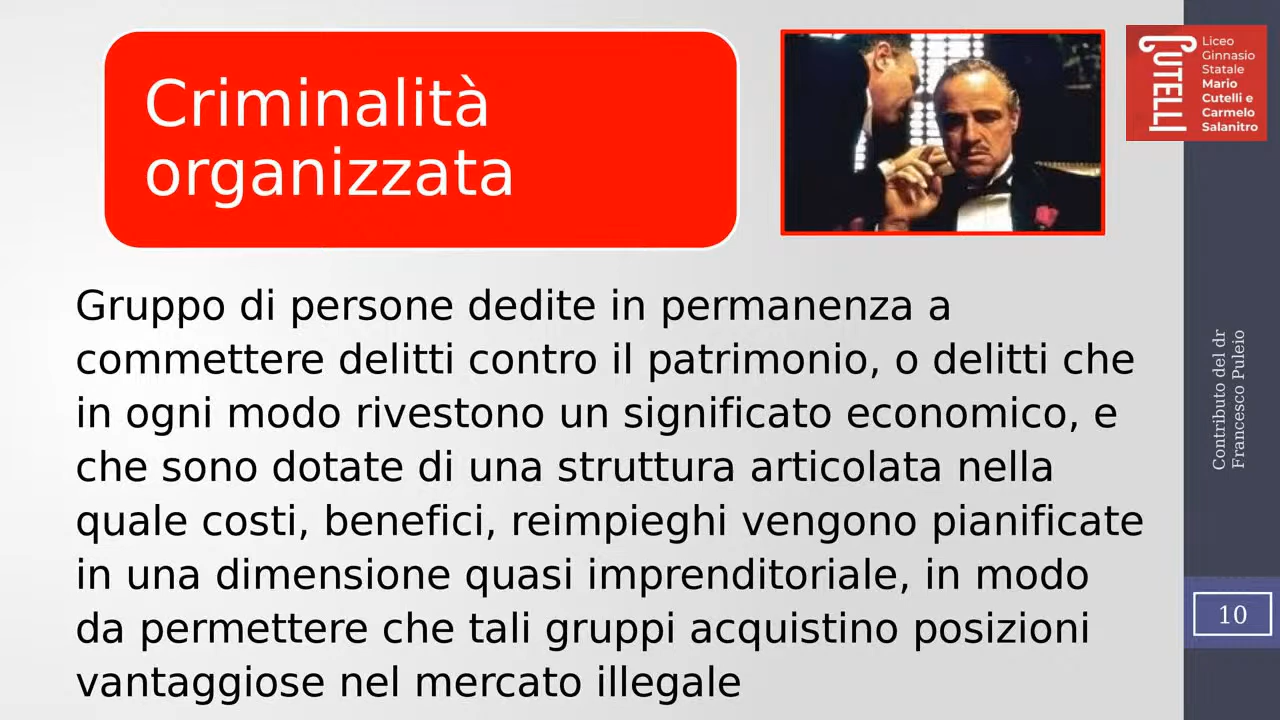 Criminalità
organizzata
CUTELLI
Liceo
Ginnasio
Statale
Mario
Cutelli e
Carmelo
Salanitro
Gruppo di persone dedite in permanenza a
commettere delitti contro il patrimonio, o delitti che
in ogni modo rivestono un significato economico, e
che sono dotate di una struttura articolata nella
quale costi, benefici, reimpieghi vengono pianificate
in una dimensione quasi imprenditoriale, in modo
da permettere che tali gruppi acquistino posizioni
vantaggiose nel mercato illegale
Contributo del dr
Francesco Puleio
10